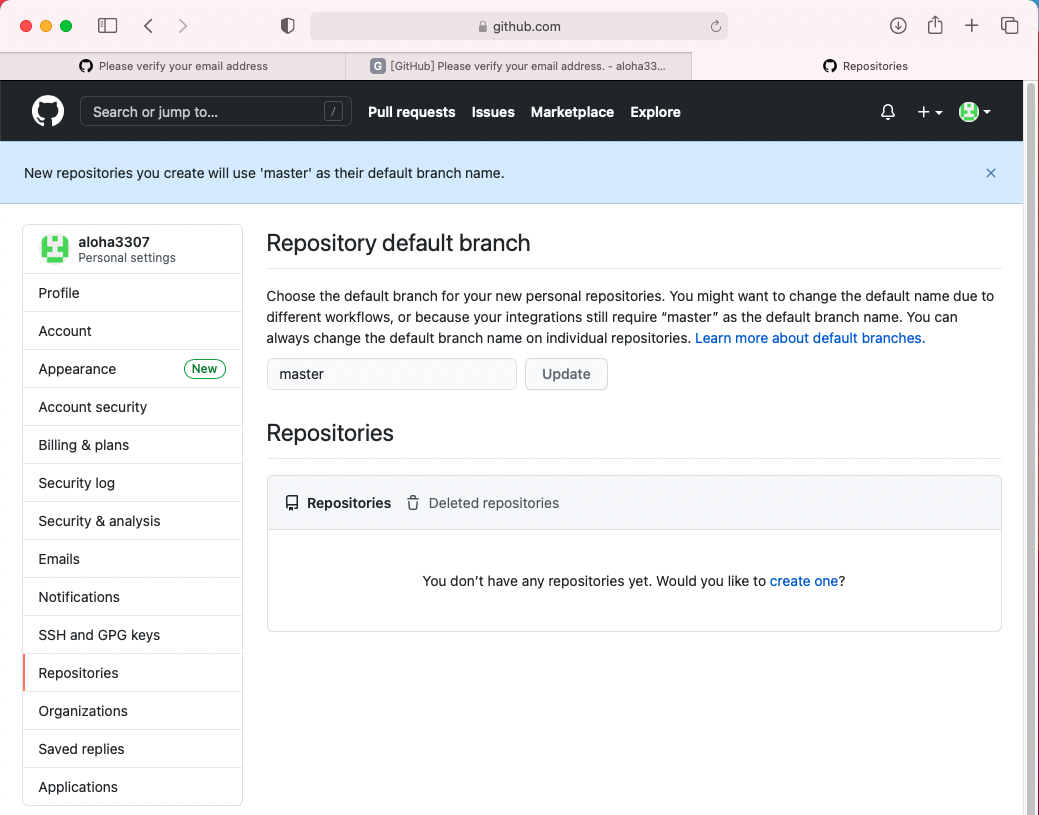 github.com
Please verify your email address
G [GitHub] Please verify your email address. - aloha33...
Repositories
Search or jump to... /
Pull requests
Issues
Marketplace
Explore
New repositories you create will use 'master' as their default branch name.
aloha3307
Personal settings
Profile
Account
Appearance New
Account security
Billing & plans
Security log
Security & analysis
Emails
Notifications
SSH and GPG keys
Repositories
Organizations
Saved replies
Applications
Repository default branch
Choose the default branch for your new personal repositories. You might want to change the default name due to
different workflows, or because your integrations still require “master” as the default branch name. You can
always change the default branch name on individual repositories. Learn more about default branches.
master Update
Repositories
Repositories Deleted repositories
You don’t have any repositories yet. Would you like to create one?